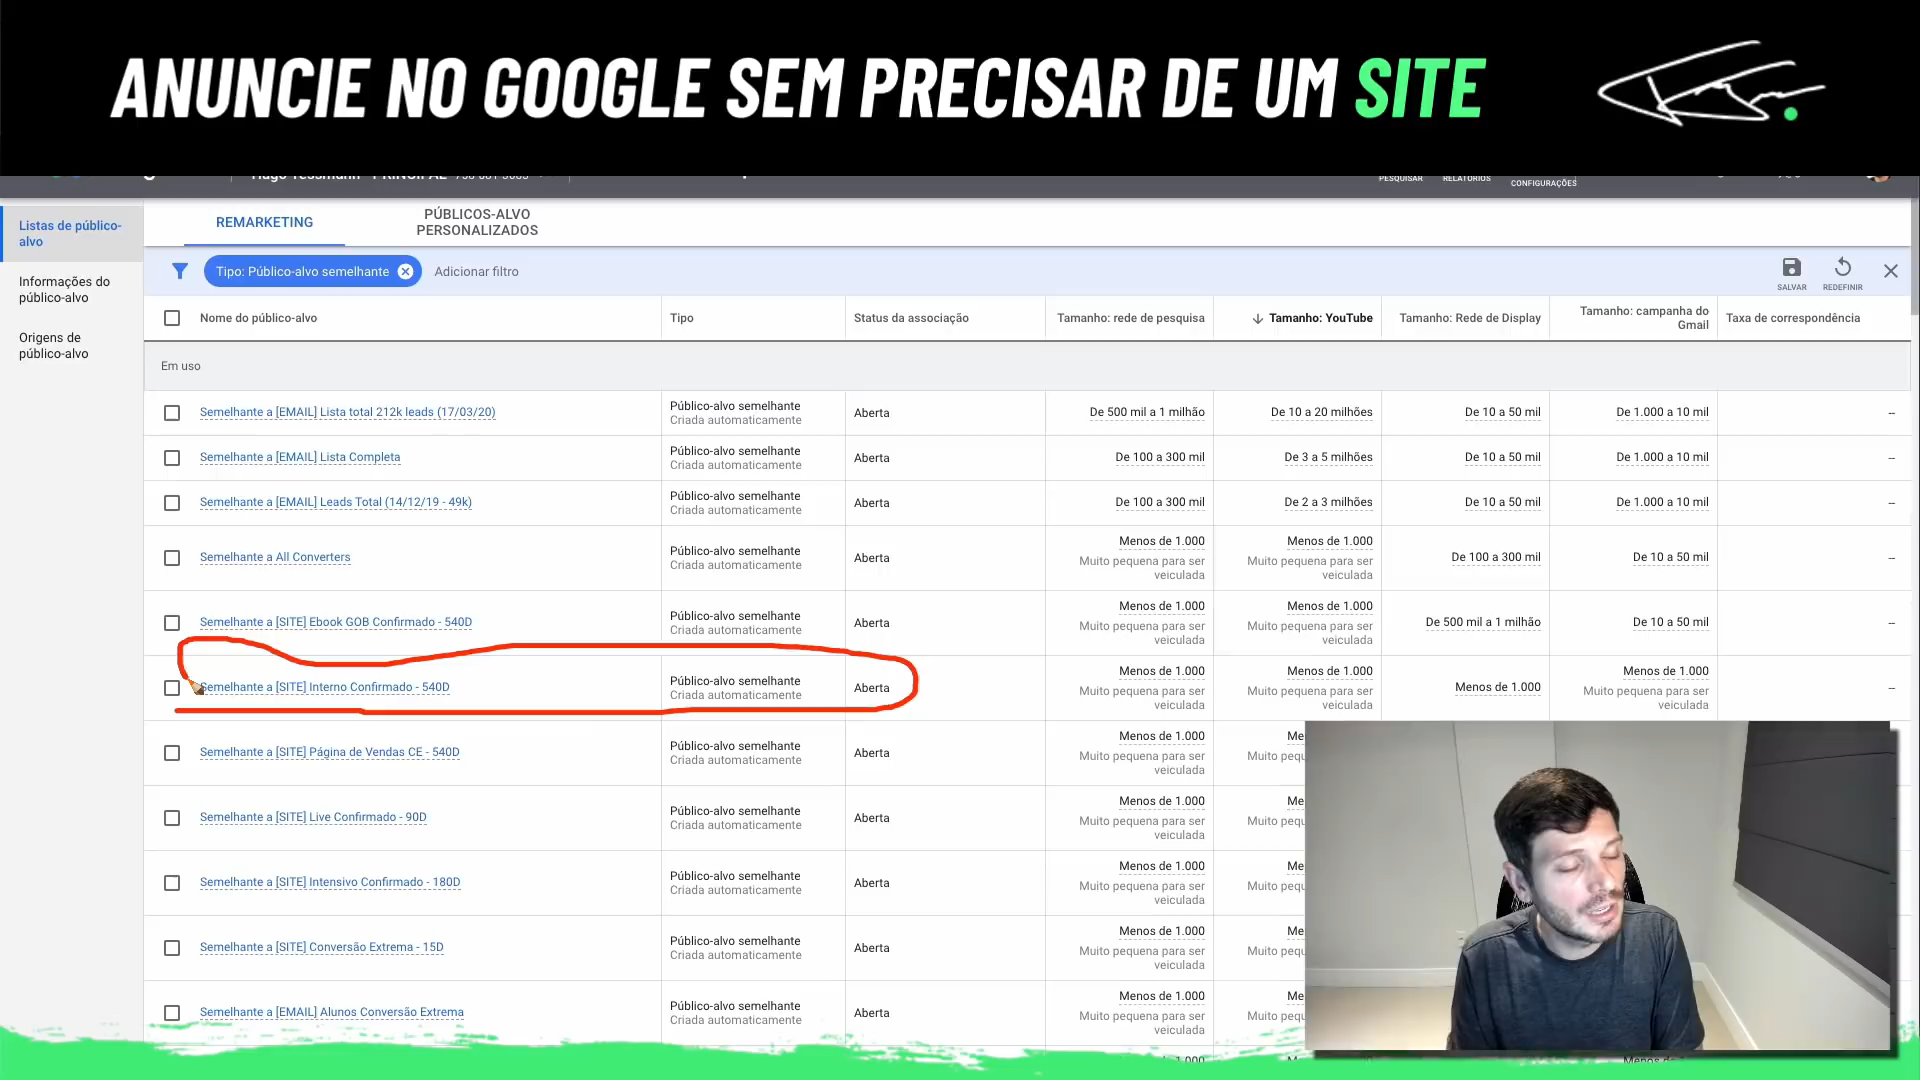 ANUNCIE NO GOOGLE SEM PRECISAR DE UM SITE
PESQUISAR
RELATÓRIOS
CONFIGURAÇÕES
Listas de público-
alvo
Informações do
público-alvo
Origens de
público-alvo
REMARKETING
PÚBLICOS-ALVO
PERSONALIZADOS
Tipo: Público-alvo semelhante
Adicionar filtro
SALVAR
REDEFINIR
Nome do público-alvo
Tipo
Status da associação
Tamanho: rede de pesquisa
Tamanho: YouTube
Tamanho: Rede de Display
Tamanho: campanha do
Gmail
Taxa de correspondência
Em uso
Semelhante a [EMAIL] Lista total 212k leads (17/03/20)
Público-alvo semelhante
Criada automaticamente
Aberta
De 500 mil a 1 milhão
De 10 a 20 milhões
De 10 a 50 mil
De 1.000 a 10 mil
--
Semelhante a [EMAIL] Lista Completa
Público-alvo semelhante
Criada automaticamente
Aberta
De 100 a 300 mil
De 3 a 5 milhões
De 10 a 50 mil
De 1.000 a 10 mil
--
Semelhante a [EMAIL] Leads Total (14/12/19 - 49k)
Público-alvo semelhante
Criada automaticamente
Aberta
De 100 a 300 mil
De 2 a 3 milhões
De 10 a 50 mil
De 1.000 a 10 mil
--
Semelhante a All Converters
Público-alvo semelhante
Criada automaticamente
Aberta
Menos de 1.000
Muito pequena para ser
veiculada
Menos de 1.000
Muito pequena para ser
veiculada
De 100 a 300 mil
De 10 a 50 mil
--
Semelhante a [SITE] Ebook GOB Confirmado - 540D
Público-alvo semelhante
Criada automaticamente
Aberta
Menos de 1.000
Muito pequena para ser
veiculada
Menos de 1.000
Muito pequena para ser
veiculada
De 500 mil a 1 milhão
De 10 a 50 mil
--
Semelhante a [SITE] Interno Confirmado - 540D
Público-alvo semelhante
Criada automaticamente
Aberta
Menos de 1.000
Muito pequena para ser
veiculada
Menos de 1.000
Muito pequena para ser
veiculada
Menos de 1.000
Menos de 1.000
Muito pequena para ser
veiculada
--
Semelhante a [SITE] Página de Vendas CE - 540D
Público-alvo semelhante
Criada automaticamente
Aberta
Menos de 1.000
Muito pequena para ser
veiculada
Me
Muito pequ
Semelhante a [SITE] Live Confirmado - 90D
Público-alvo semelhante
Criada automaticamente
Aberta
Menos de 1.000
Muito pequena para ser
veiculada
Me
Muito pequ
Semelhante a [SITE] Intensivo Confirmado - 180D
Público-alvo semelhante
Criada automaticamente
Aberta
Menos de 1.000
Muito pequena para ser
veiculada
Me
Muito pequ
Semelhante a [SITE] Conversão Extrema - 15D
Público-alvo semelhante
Criada automaticamente
Aberta
Menos de 1.000
Muito pequena para ser
veiculada
Me
Muito pequ
Semelhante a [EMAIL] Alunos Conversão Extrema
Público-alvo semelhante
Criada automaticamente
Aberta
Menos de 1.000
Muito pequena para ser
veiculada
Me
Muito pequ